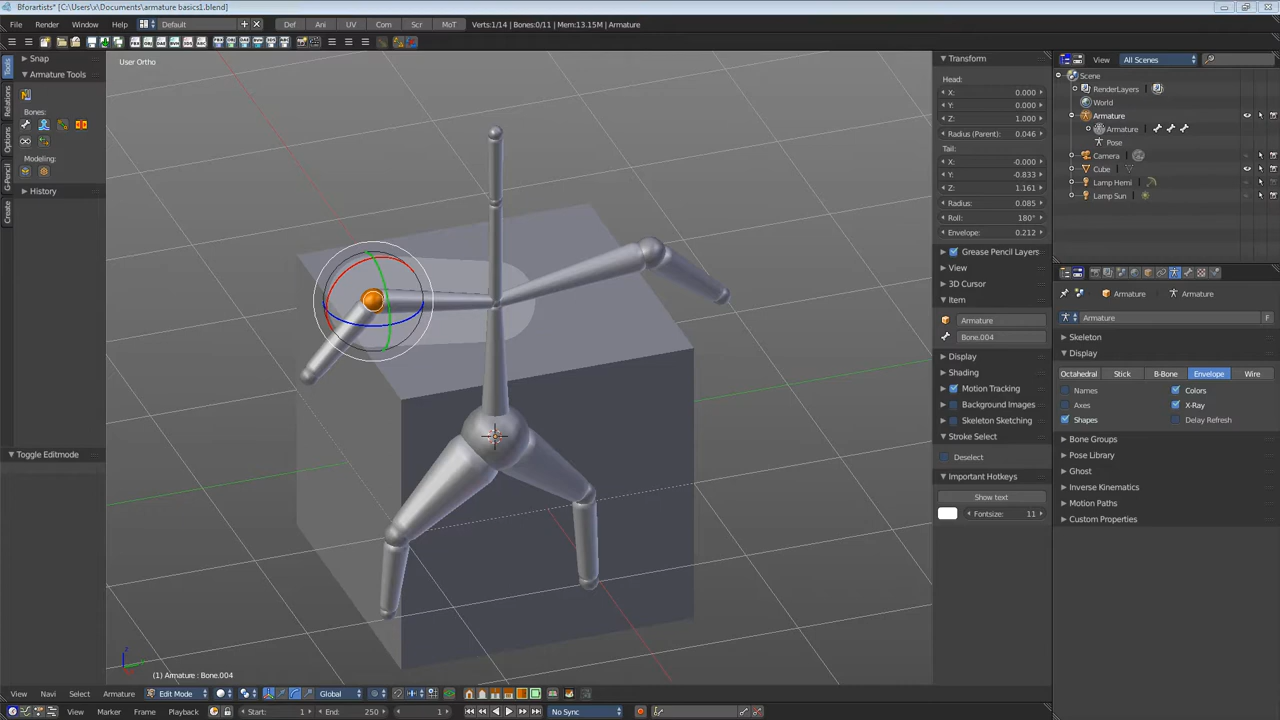 Bforartists* [C:\Users\x\armature basics1.blend]
File Render Window Help Default Def Ani UV Com Scr MoT Verts:1/14 | Bones:0/11 | Mem:13.15M | Armature
Tools
Relations
Options
G-Pencil
Create
Snap
Armature Tools
Bones:
Modeling:
History
Toggle Editmode
User Ortho
(1) Armature : Bone.004
Transform
Head:
X: 0.000
Y: 0.000
Z: 1.000
Radius (Parent): 0.046
Tail:
X: -0.000
Y: -0.833
Z: 1.161
Radius: 0.085
Roll: 180°
Envelope: 0.212
Grease Pencil Layers
View
3D Cursor
Item
Armature
Bone.004
Display
Shading
Motion Tracking
Background Images
Skeleton Sketching
Stroke Select
Deselect
Important Hotkeys
Show text
Fontsize: 11
View All Scenes
Scene
RenderLayers
World
Armature
Armature
Pose
Camera
Cube
Lamp Hemi
Lamp Sun
Armature Armature
Armature F
Skeleton
Display
Octahedral Stick B-Bone Envelope Wire
Names Colors
Axes X-Ray
Shapes Delay Refresh
Bone Groups
Pose Library
Ghost
Inverse Kinematics
Motion Paths
Custom Properties
View Navi Select Armature Edit Mode Global
View Marker Frame Playback Start: 1 End: 250 1 No Sync